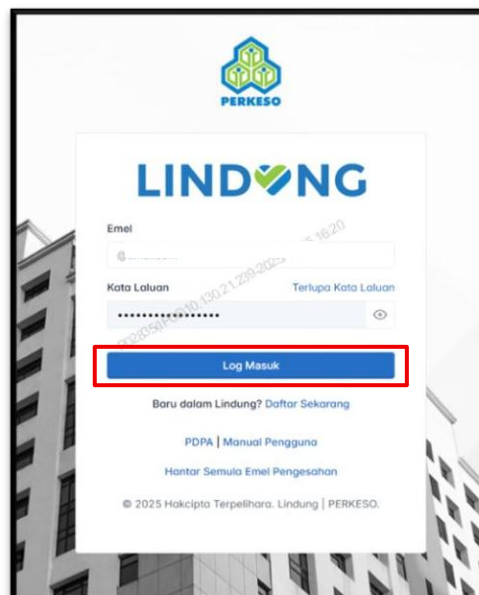 PERKESO
LINDUNG
Emel
Kata Laluan Terlupa Kata Laluan
Log Masuk
Baru dalam Lindung? Daftar Sekarang
PDPA | Manual Pengguna
Hantar Semula Emel Pengesahan
© 2025 Hakcipta Terpelihara. Lindung | PERKESO.